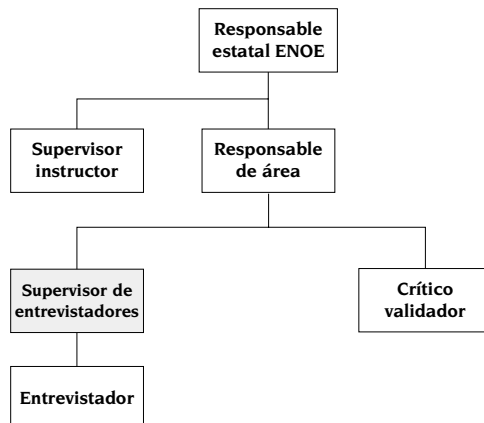 Responsable
estatal ENOE
Supervisor
instructor
Responsable
de área
Supervisor de
entrevistadores
Crítico
validador
Entrevistador